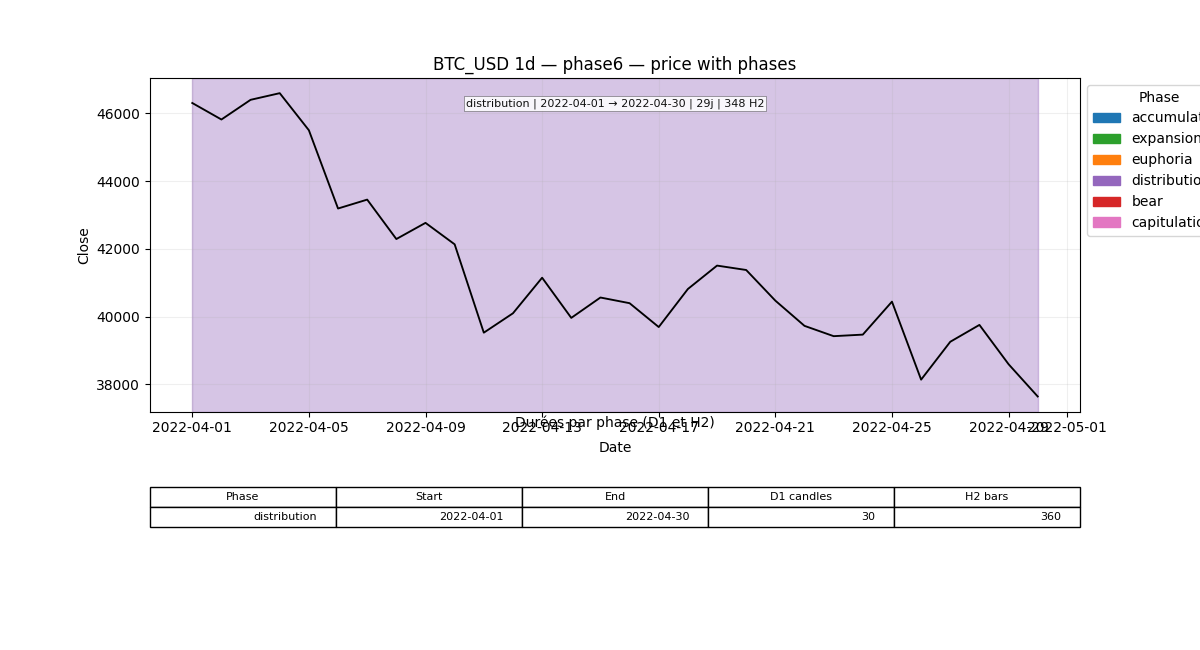 BTC_USD 1d — phase6 — price with phases
distribution | 2022-04-01 → 2022-04-30 | 29j | 348 H2
Close
46000
44000
42000
40000
38000
Phase
accumulat
expansion
euphoria
distributio
bear
capitulatio
Durées par phase (D1 et H2)
2022-04-01 2022-04-05 2022-04-09 2022-04-13 2022-04-17 2022-04-21 2022-04-25 2022-04-29 2022-05-01
Date
Phase Start End D1 candles H2 bars
distribution 2022-04-01 2022-04-30 30 360